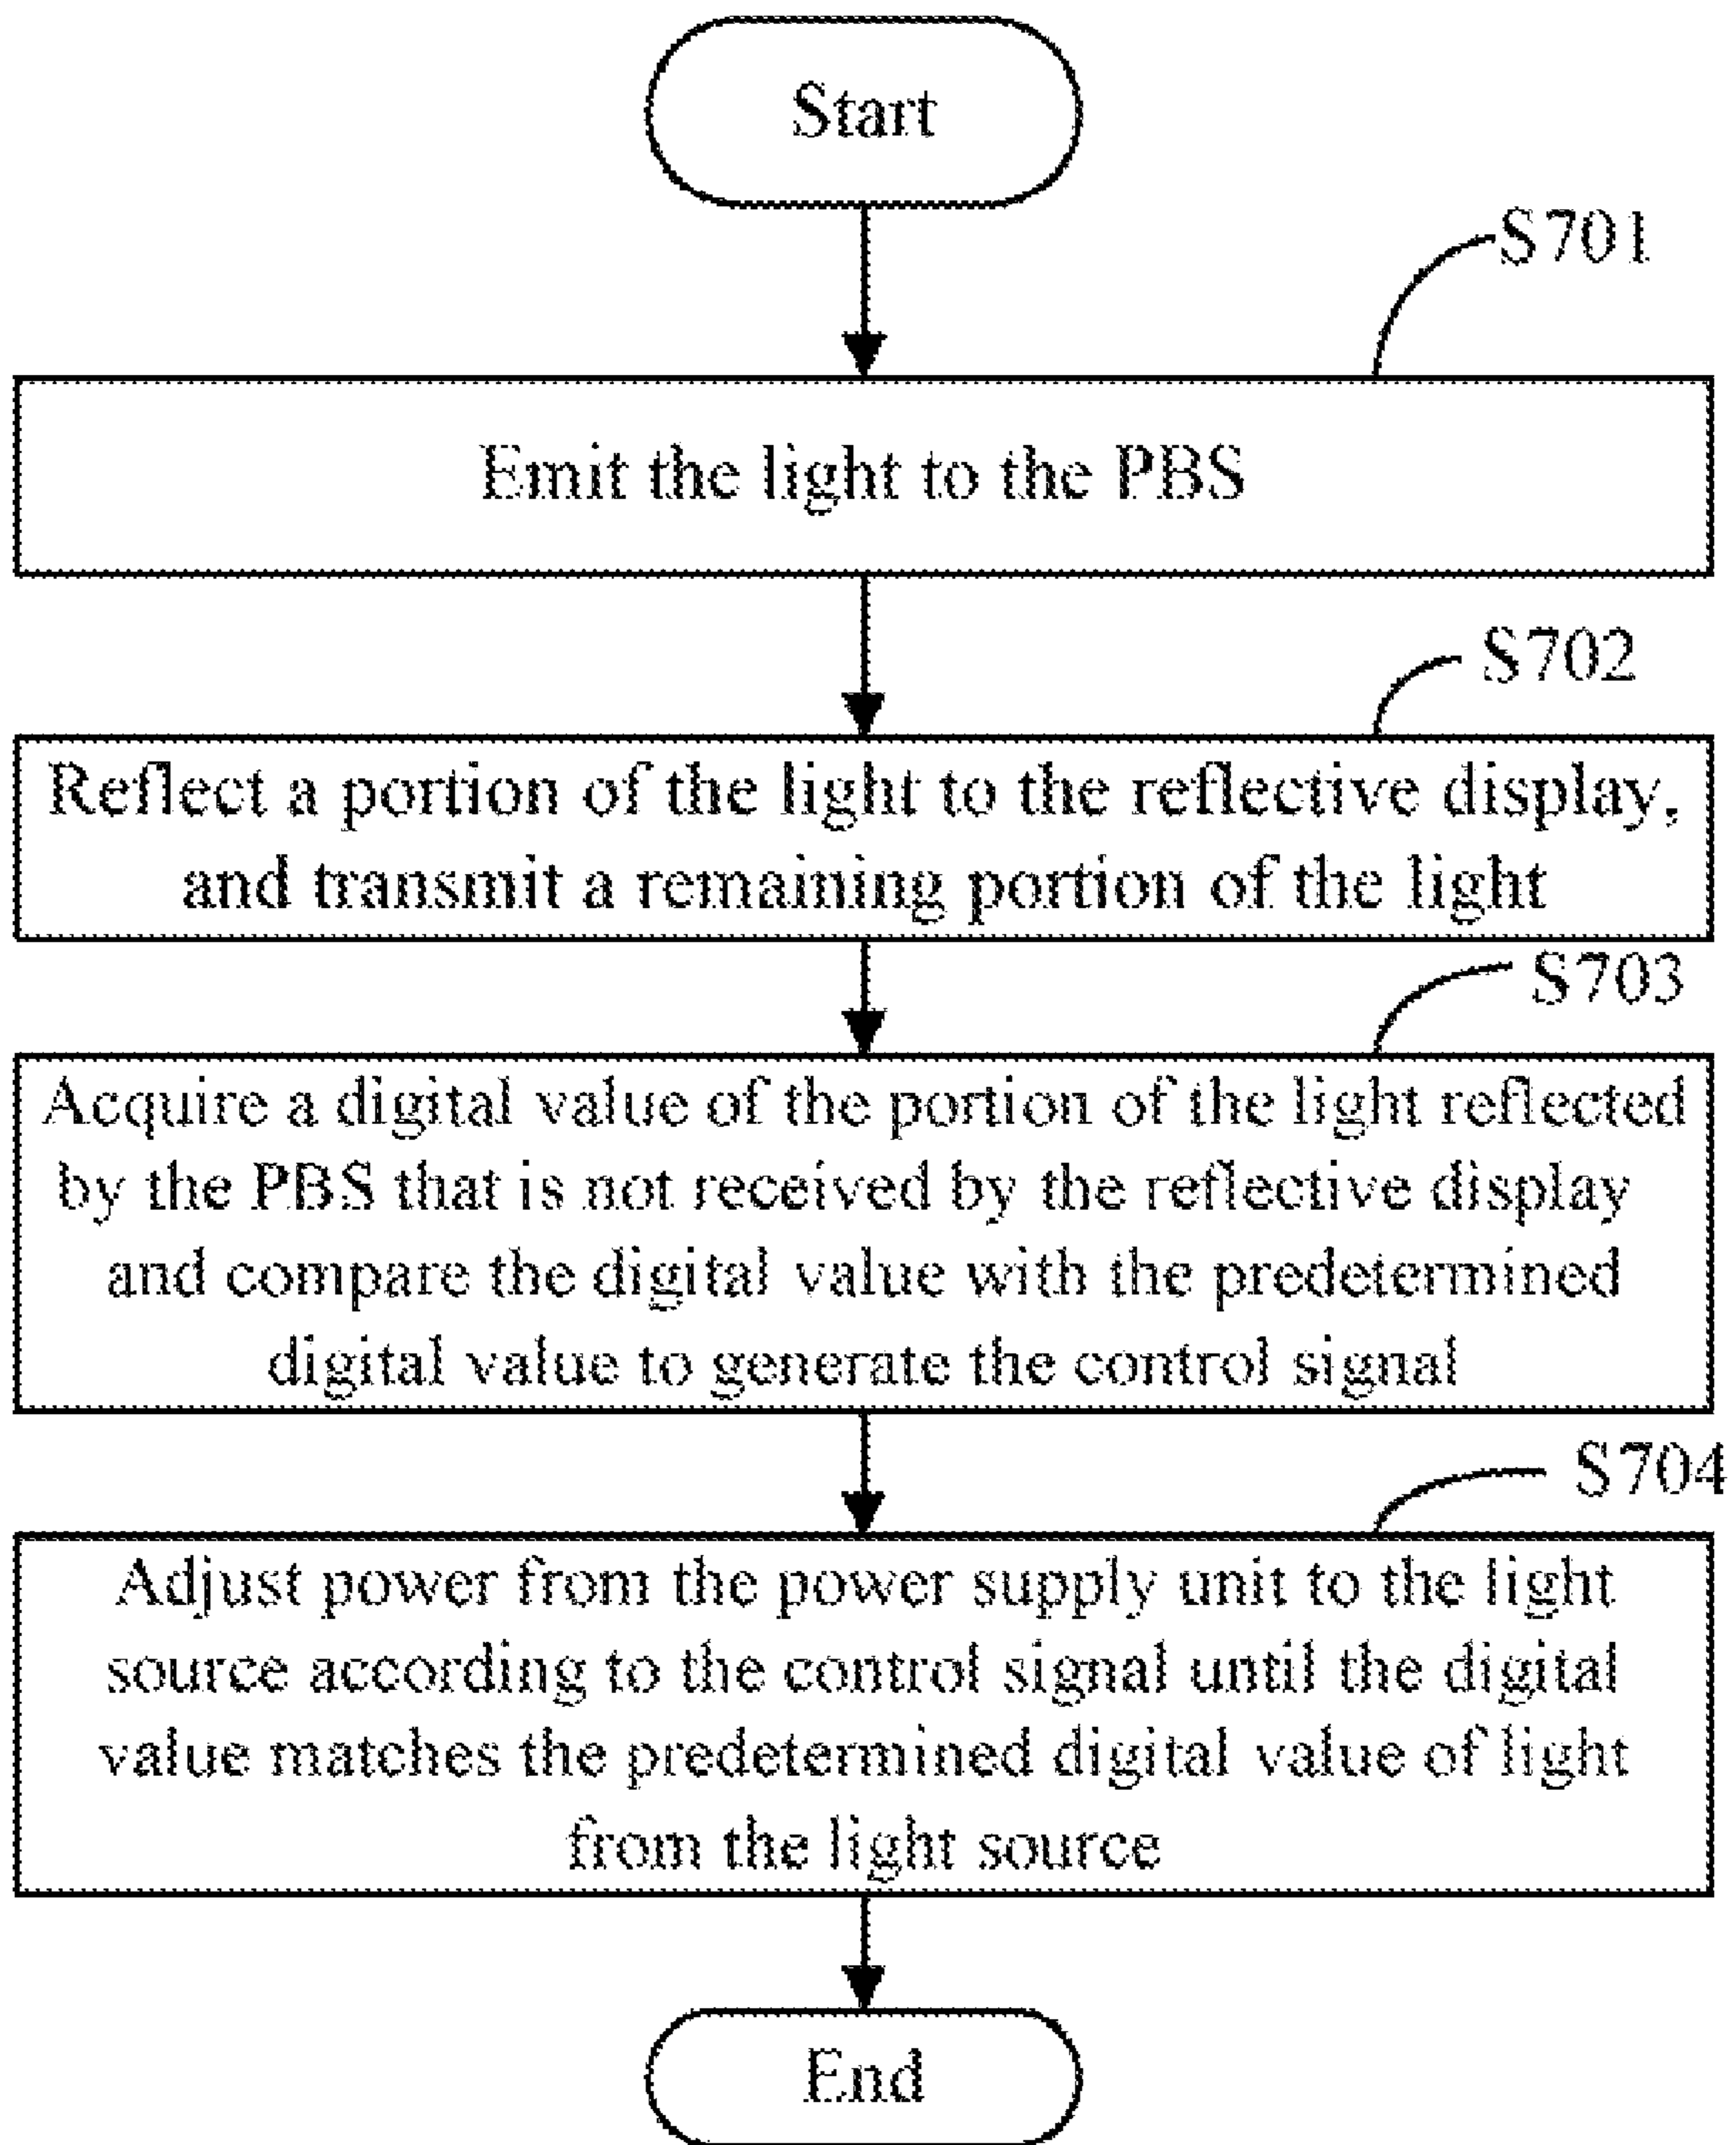 Start
S701
Emit the light to the PBS
S702
Reflect a portion of the light to the reflective display,
and transmit a remaining portion of the light
S703
Acquire a digital value of the portion of the light reflected
by the PBS that is not received by the reflective display
and compare the digital value with the predetermined
digital value to generate the control signal
S704
Adjust power from the power supply unit to the light
source according to the control signal until the digital
value matches the predetermined digital value of light
from the light source
End